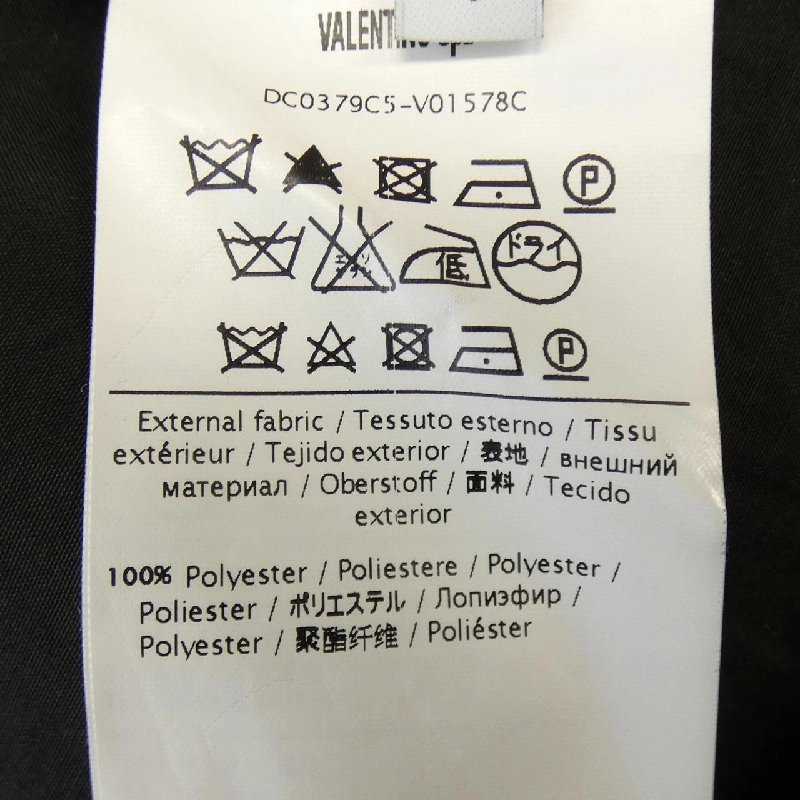 VALENTINO
DC0379C5-V01578C
P
低 ドライ
P
External fabric / Tessuto esterno / Tissu
extérieur / Tejido exterior / 表地 / внешний
материал / Oberstoff / 面料 / Tecido
exterior
100% Polyester / Poliestere / Polyester /
Poliester / ポリエステル / Лопиэфир /
Polyester / 聚酯纤维 / Poliéster